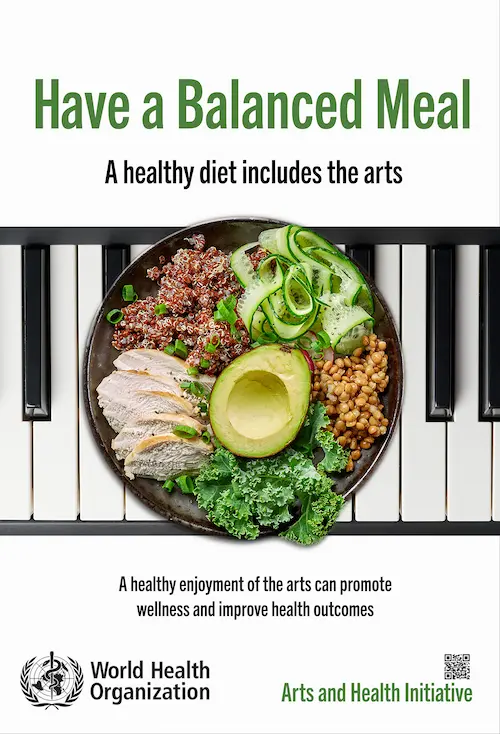 Have a Balanced Meal
A healthy diet includes the arts
A healthy enjoyment of the arts can promote
wellness and improve health outcomes
World Health
Organization
Arts and Health Initiative